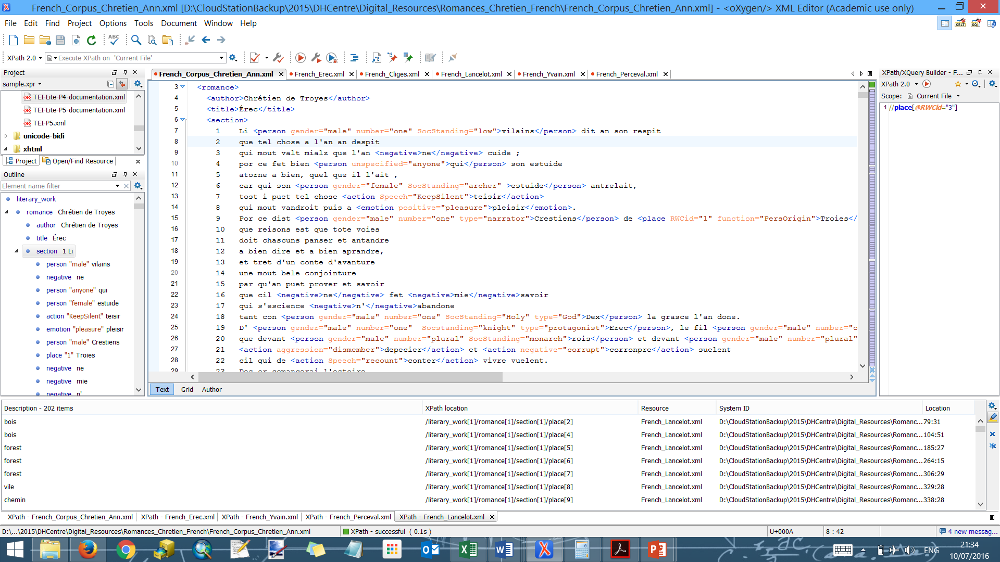 French_Corpus_Chretien_Ann.xml [D:\CloudStationBackup\2015\DHCentre\Digital_Resources\Romances_Chretien_French\French_Corpus_Chretien_Ann.xml] - <oXygen/> XML Editor (Academic use only)
File Edit Find Project Options Tools Document Window Help
XPath 2.0 Execute XPath on 'Current File'
Project
sample.xpr
TEI-Lite-P4-documentation.xml
TEI-Lite-P5-documentation.xml
TEI-P5.xml
unicode-bidi
xhtml
Project Open/Find Resource
Outline
Element name filter
literary_work
romance Chrétien de Troyes
author Chrétien de Troyes
title Érec
section 1 Li
person "male" vilains
negative ne
person "anyone" qui
person "female" estuide
action "KeepSilent" teisir
emotion "pleasure" pleisir
person "male" Crestiens
place "1" Troies
negative ne
negative mie
negative n'
French_Corpus_Chretien_Ann.xml French_Erec.xml French_Cliges.xml French_Lancelot.xml French_Yvain.xml French_Perceval.xml
3 <romance>
4 <author>Chrétien de Troyes</author>
5 <title>Érec</title>
6 <section>
7 1 Li <person gender="male" number="one" SocStanding="low">vilains</person> dit an son respit
8 2 que tel chose a l'an an despit
9 3 qui mout valt mialz que l'an <negative>ne</negative> cuide ;
10 4 por ce fet bien <person unspecified="anyone">qui</person> son estuide
11 5 atorne a bien, quel que il l'ait ,
12 6 car qui son <person gender="female" SocStanding="archer" >estuide</person> antrelait,
13 7 tost i puet tel chose <action Speech="KeepSilent">teisir</action>
14 8 qui mout vandroit puis a <emotion positive="pleasure">pleisir</emotion>.
15 9 Por ce dist <person gender="male" number="one" type="narrator">Crestiens</person> de <place RWCid="1" function="PersOrigin">Troies</
16 10 que reisons est que tote voies
17 11 doit chascuns panser et antandre
18 12 a bien dire et a bien aprandre,
19 13 et tret d'un conte d'avanture
20 14 une mout bele conjointure
21 15 par qu'an puet prover et savoir
22 16 que cil <negative>ne</negative> fet <negative>mie</negative>savoir
23 17 qui s'escience <negative>n'</negative>abandone
24 18 tant con <person gender="male" number="one" SocStanding="Holy" type="God">Dex</person> la grasce l'an done.
25 19 D' <person gender="male" number="one"  Socstanding="knight" type="protagonist">Erec</person>, le fil <person gender="male" number="o
26 20 que devant <person gender="male" number="plural" SocStanding="monarch">rois</person> et devant <person gender="male" number="plural"
27 21 <action aggression="dismember">depecier</action> et <action negative="corrupt">corronpre</action> suelent
28 22 cil qui de <action Speech="recount">conter</action> vivre vuelent.
29 23 Des or comancerai l'estoire
Text Grid Author
XPath/XQuery Builder - F...
XPath 2.0
Scope: Current File
1 //place[@RWCid="3"]
Description - 202 items XPath location Resource System ID Location
bois /literary_work[1]/romance[1]/section[1]/place[2] French_Lancelot.xml D:\CloudStationBackup\2015\DHCentre\Digital_Resources\Romanc... 79:31
bois /literary_work[1]/romance[1]/section[1]/place[4] French_Lancelot.xml D:\CloudStationBackup\2015\DHCentre\Digital_Resources\Romanc... 104:51
forest /literary_work[1]/romance[1]/section[1]/place[5] French_Lancelot.xml D:\CloudStationBackup\2015\DHCentre\Digital_Resources\Romanc... 185:27
forest /literary_work[1]/romance[1]/section[1]/place[6] French_Lancelot.xml D:\CloudStationBackup\2015\DHCentre\Digital_Resources\Romanc... 264:15
forest /literary_work[1]/romance[1]/section[1]/place[7] French_Lancelot.xml D:\CloudStationBackup\2015\DHCentre\Digital_Resources\Romanc... 306:29
vile /literary_work[1]/romance[1]/section[1]/place[8] French_Lancelot.xml D:\CloudStationBackup\2015\DHCentre\Digital_Resources\Romanc... 329:28
chemin /literary_work[1]/romance[1]/section[1]/place[9] French_Lancelot.xml D:\CloudStationBackup\2015\DHCentre\Digital_Resources\Romanc... 338:28
XPath - French_Corpus_Chretien_Ann.xml XPath - French_Erec.xml XPath - French_Yvain.xml XPath - French_Perceval.xml XPath - French_Lancelot.xml
D:\...\2015\DHCentre\Digital_Resources\Romances_Chretien_French\French_Corpus_Chretien_Ann.xml XPath - successful ( 0.1s ) U+000A 8 : 42 4 new messag...
ENG
21:34
10/07/2016